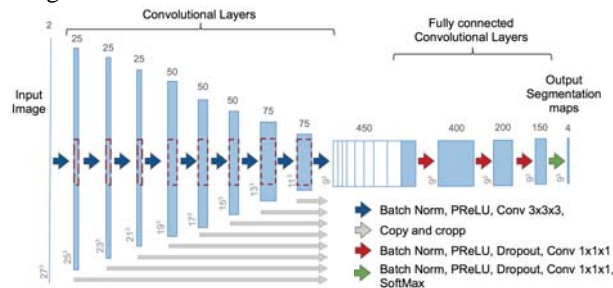 Convolutional Layers
Fully connected
Convolutional Layers
2
25
25
25
50
50
50
75
75
450
400
200
150
4
Input
Image
Output
Segmentation
maps
27³
25³
23³
21³
19³
17³
15³
13³
11³
9³
9³
9³
9³
9³
Batch Norm, PReLU, Conv 3x3x3,
Copy and cropp
Batch Norm, PReLU, Dropout, Conv 1x1x1
Batch Norm, PReLU, Dropout, Conv 1x1x1,
SoftMax